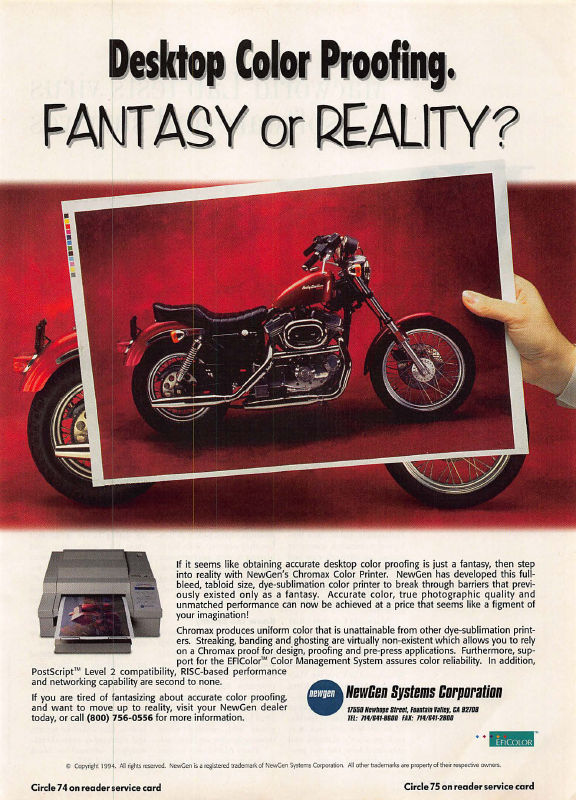 Desktop Color Proofing.
FANTASY or REALITY?
Harley-Davidson
If it seems like obtaining accurate desktop color proofing is just a fantasy, then step
into reality with NewGen's Chromax Color Printer. NewGen has developed this full-
bleed, tabloid size, dye-sublimation color printer to break through barriers that previ-
ously existed only as a fantasy. Accurate color, true photographic quality and
unmatched performance can now be achieved at a price that seems like a figment of
your imagination!
Chromax produces uniform color that is unattainable from other dye-sublimation print-
ers. Streaking, banding and ghosting are virtually non-existent which allows you to rely
on a Chromax proof for design, proofing and pre-press applications. Furthermore, sup-
port for the EFIColor™ Color Management System assures color reliability. In addition,
PostScript™ Level 2 compatibility, RISC-based performance
and networking capability are second to none.
If you are tired of fantasizing about accurate color proofing,
and want to move up to reality, visit your NewGen dealer
today, or call (800) 756-0556 for more information.
newgen
NewGen Systems Corporation
17550 Newhope Street, Fountain Valley, CA 92708
TEL: 714/641-8600 FAX: 714/641-2800
EFICOLOR™
© Copyright 1994. All rights reserved. NewGen is a registered trademark of NewGen Systems Corporation. All other trademarks are property of their respective owners.
Circle 74 on reader service card
Circle 75 on reader service card